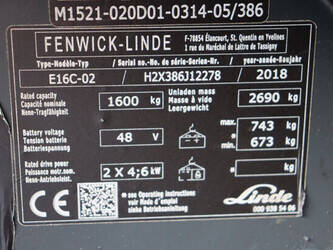 M1521-020D01-0314-05/386
FENWICK-LINDE F-78854 Élancourt, St. Quentin en Yvelines
1 rue du Maréchal de Lattre de Tassigny
Type-Modèle-Typ / Serial no.-No. de série-Serien-Nr. / year-année-Baujahr
E16C-02 / H2X386J12278 / 2018
Rated capacity
Capacité nominale
Nenn-Tragfähigkeit
1600 kg
Unladen mass
Masse à vide
Leergewicht
2690 kg
Battery voltage
Tension batterie
Batteriespannung
48 V
max 743 kg
min 673 kg
Rated drive power
Puissance motr. nom.
Nenn-Antriebsleist.
2 X 4;6 kW
kg
CE
see Operating Instructions
voir Mode d'emploi
siehe Betriebsanleitung
Linde
000 938 54 06